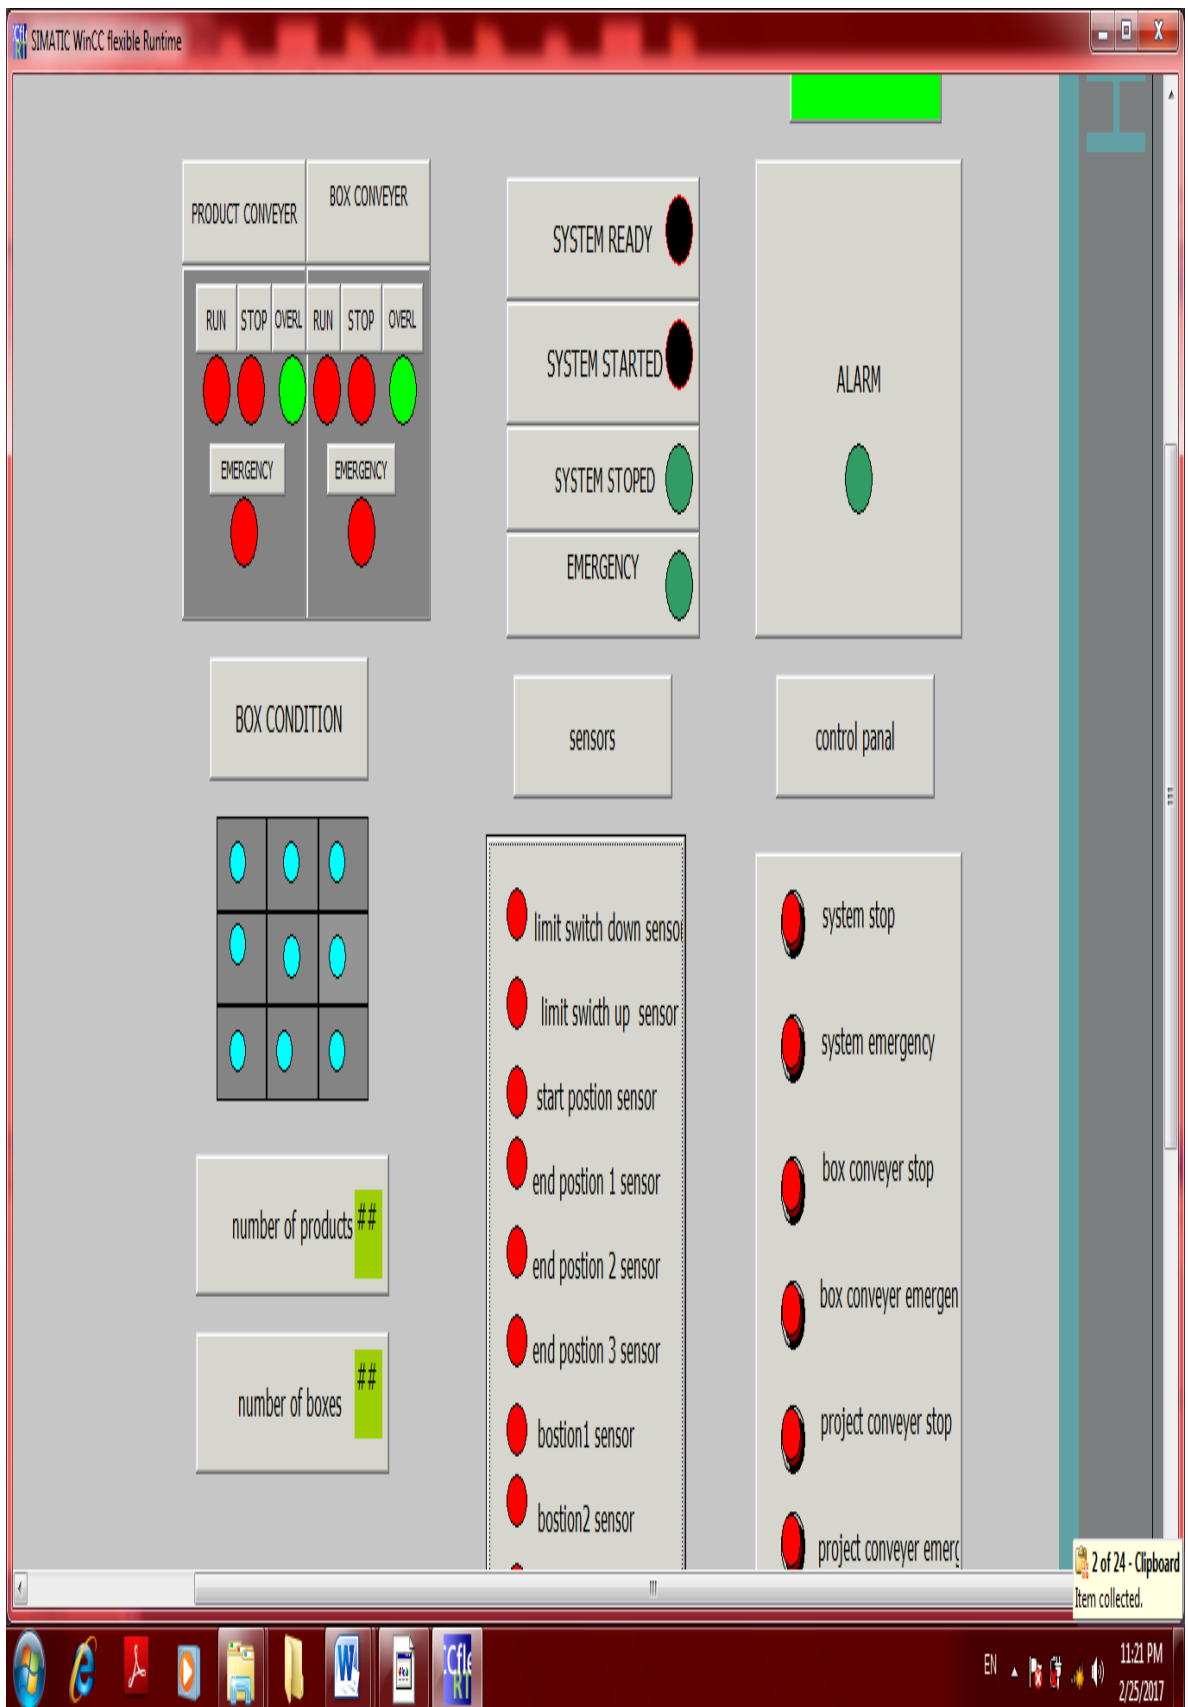 SIMATIC WinCC flexible Runtime
PRODUCT CONVEYER
BOX CONVEYER
RUN STOP OVERL RUN STOP OVERL
EMERGENCY EMERGENCY
SYSTEM READY
SYSTEM STARTED
SYSTEM STOPED
EMERGENCY
ALARM
BOX CONDITION
sensors
control panal
number of products ##
number of boxes ##
limit switch down senso
limit swicth up sensor
start postion sensor
end postion 1 sensor
end postion 2 sensor
end postion 3 sensor
bostion1 sensor
bostion2 sensor
system stop
system emergency
box conveyer stop
box conveyer emergen
project conveyer stop
project conveyer emerg
2 of 24 - Clipboard
Item collected.
EN
11:21 PM
2/25/2017